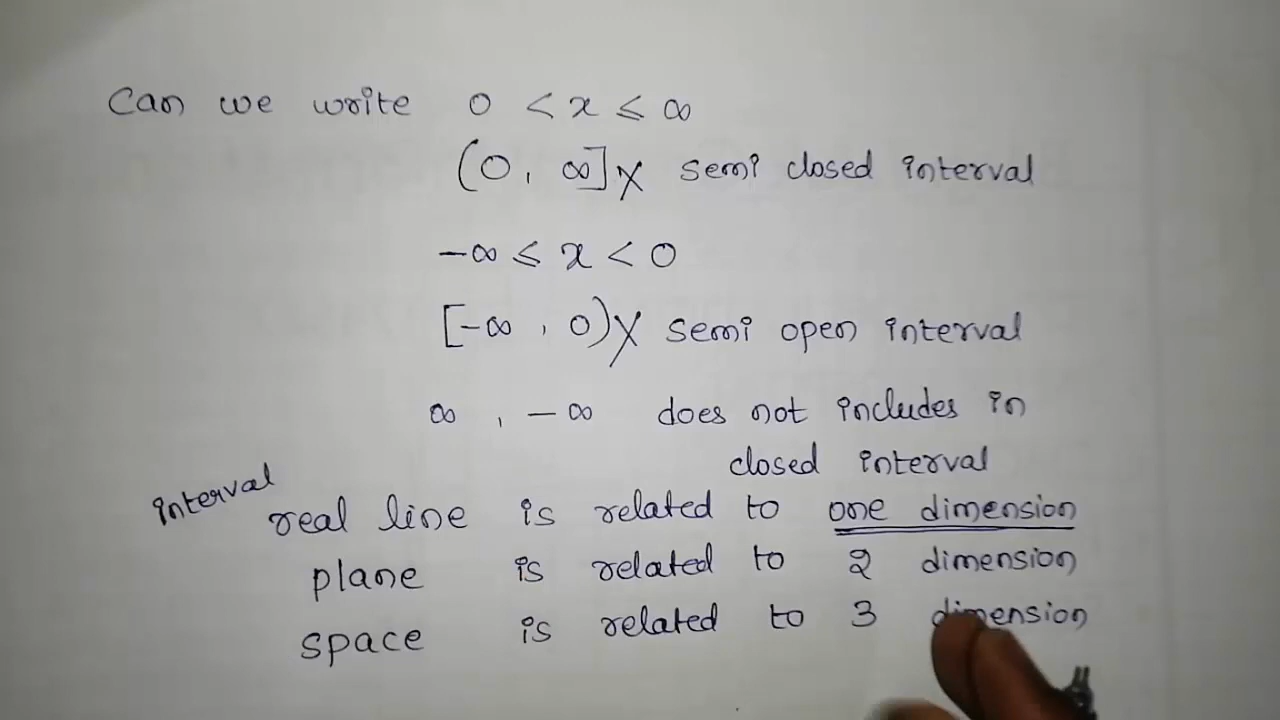 Can we write 0 < x ≤ ∞
(0, ∞] X semi closed interval
-∞ ≤ x < 0
[-∞, 0) X semi open interval
∞, -∞ does not includes in
closed interval
interval
real line is related to one dimension
plane is related to 2 dimension
space is related to 3 dimension